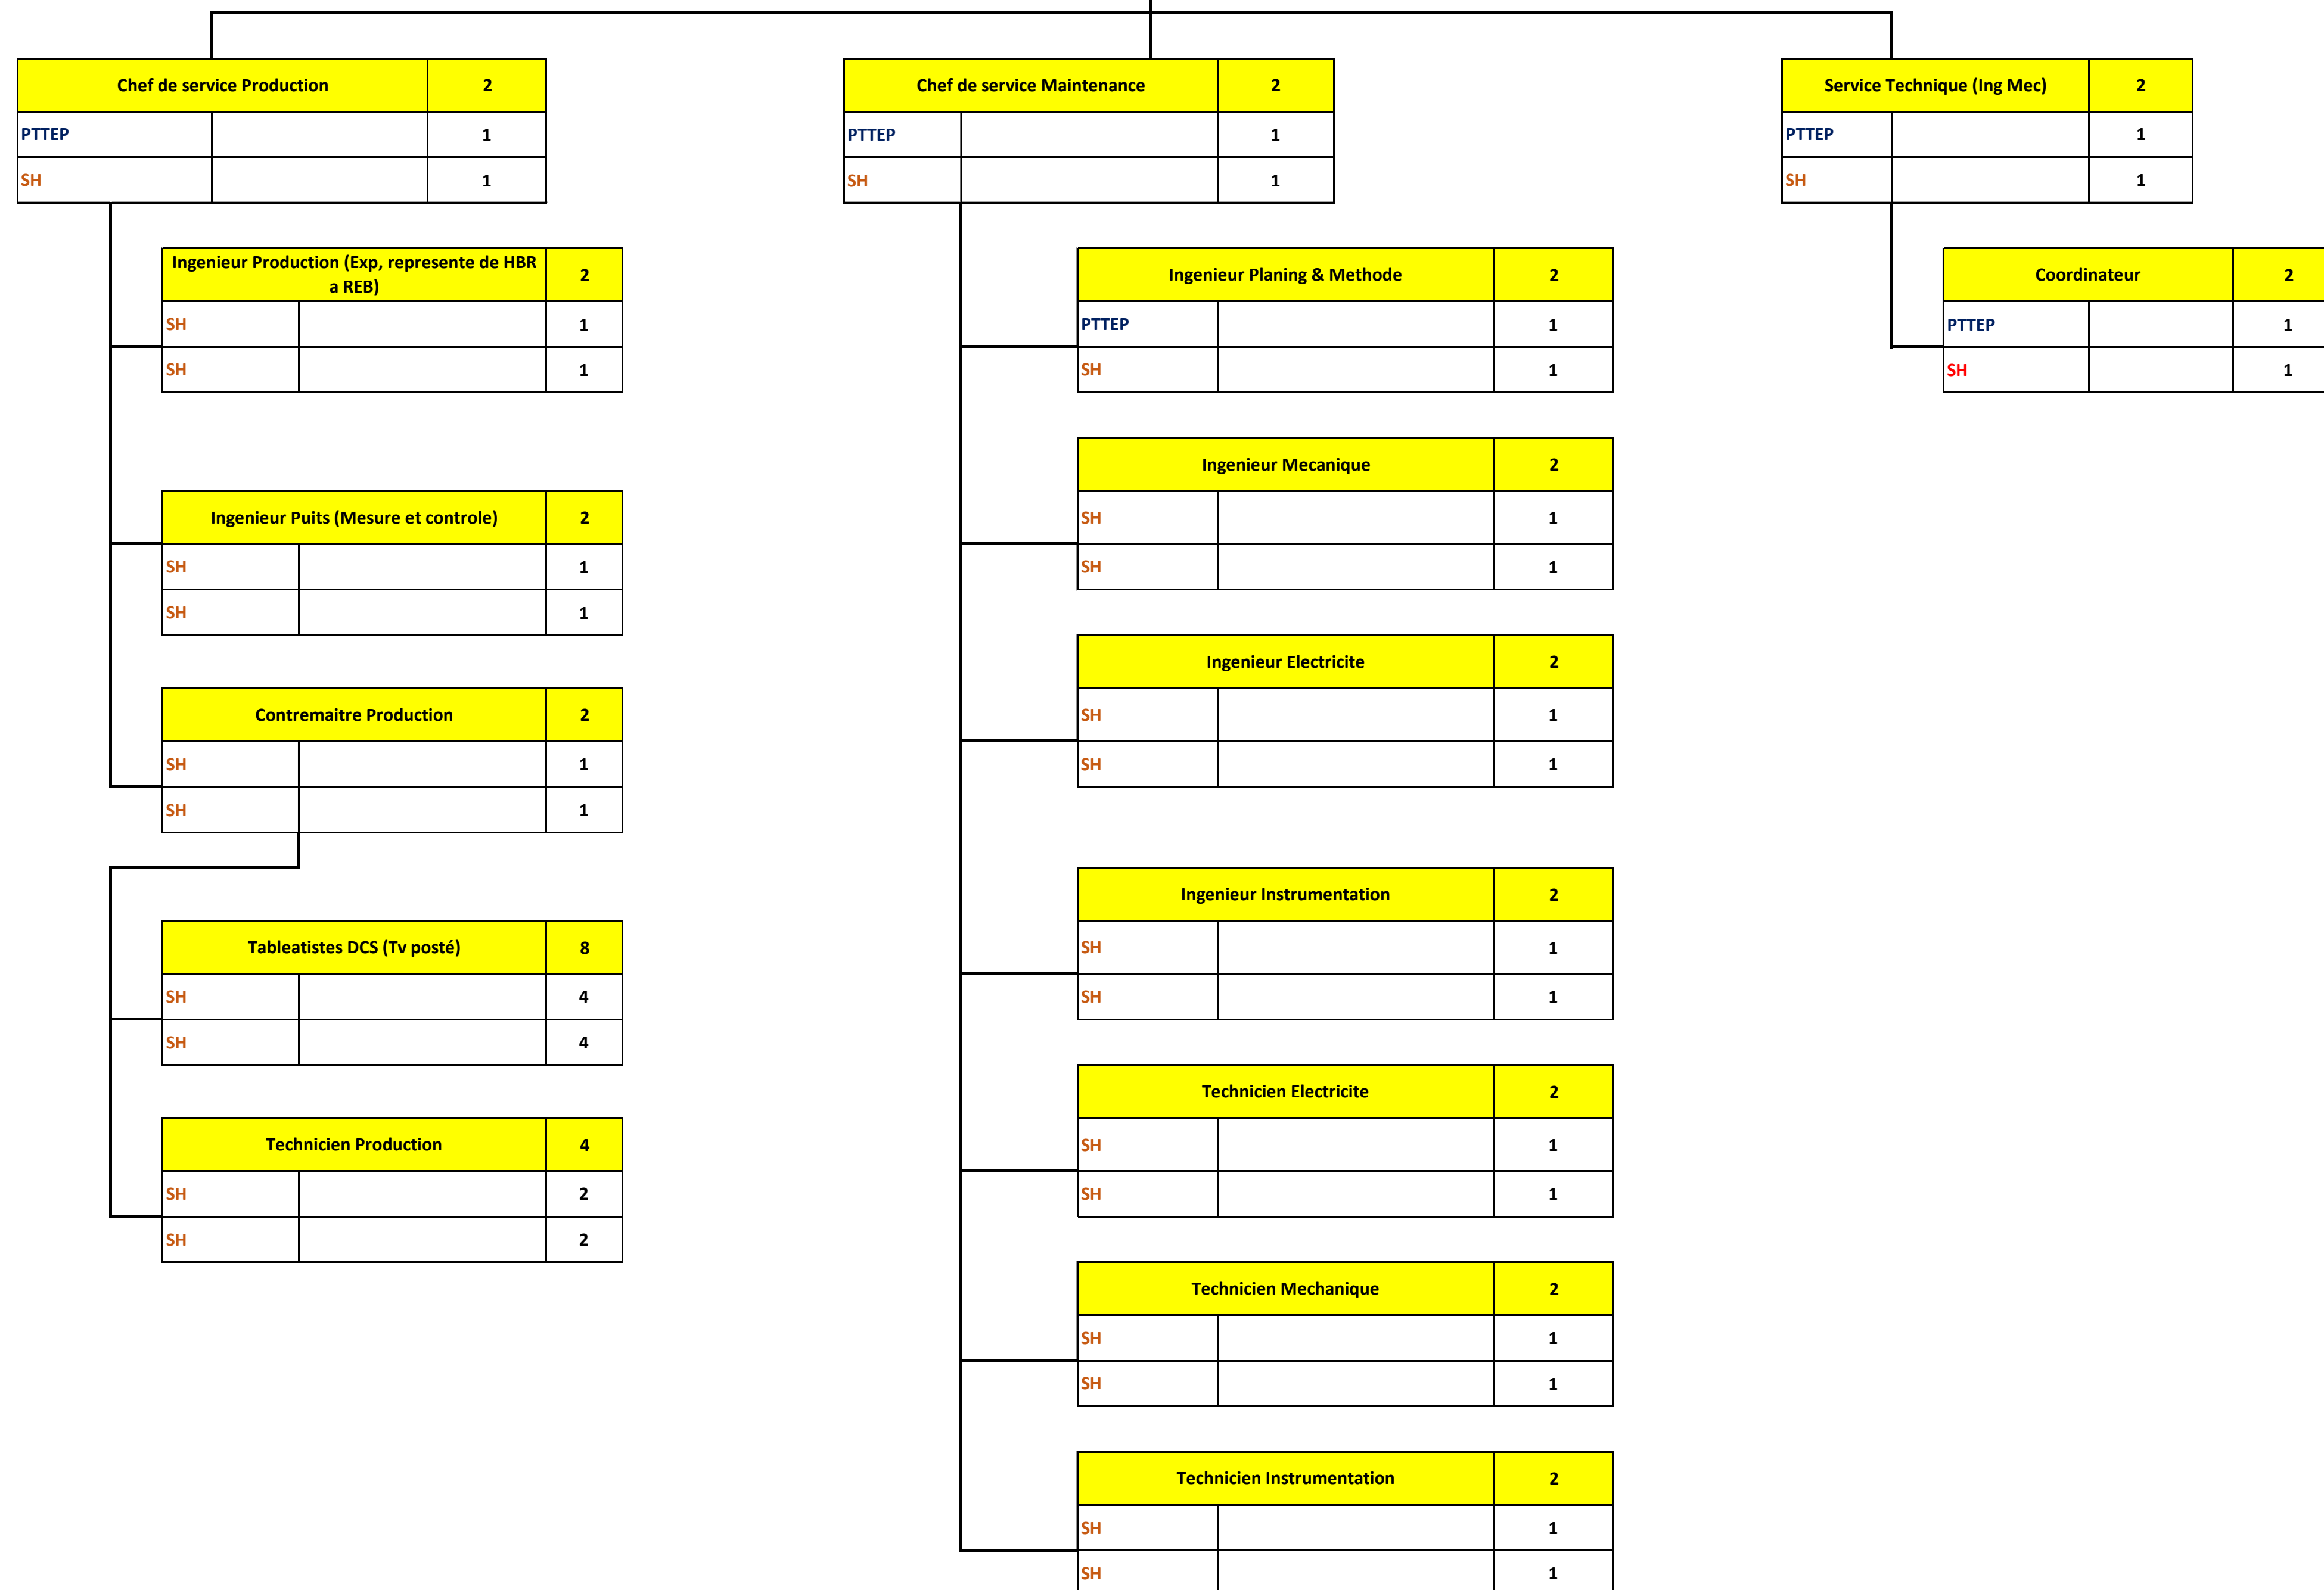 Chef de service Production 2
PTTEP 1
SH 1
Ingenieur Production (Exp, represente de HBR
a REB) 2
SH 1
SH 1
Ingenieur Puits (Mesure et controle) 2
SH 1
SH 1
Contremaitre Production 2
SH 1
SH 1
Tableatistes DCS (Tv posté) 8
SH 4
SH 4
Technicien Production 4
SH 2
SH 2
Chef de service Maintenance 2
PTTEP 1
SH 1
Ingenieur Planing & Methode 2
PTTEP 1
SH 1
Ingenieur Mecanique 2
SH 1
SH 1
Ingenieur Electricite 2
SH 1
SH 1
Ingenieur Instrumentation 2
SH 1
SH 1
Technicien Electricite 2
SH 1
SH 1
Technicien Mechanique 2
SH 1
SH 1
Technicien Instrumentation 2
SH 1
SH 1
Service Technique (Ing Mec) 2
PTTEP 1
SH 1
Coordinateur 2
PTTEP 1
SH 1